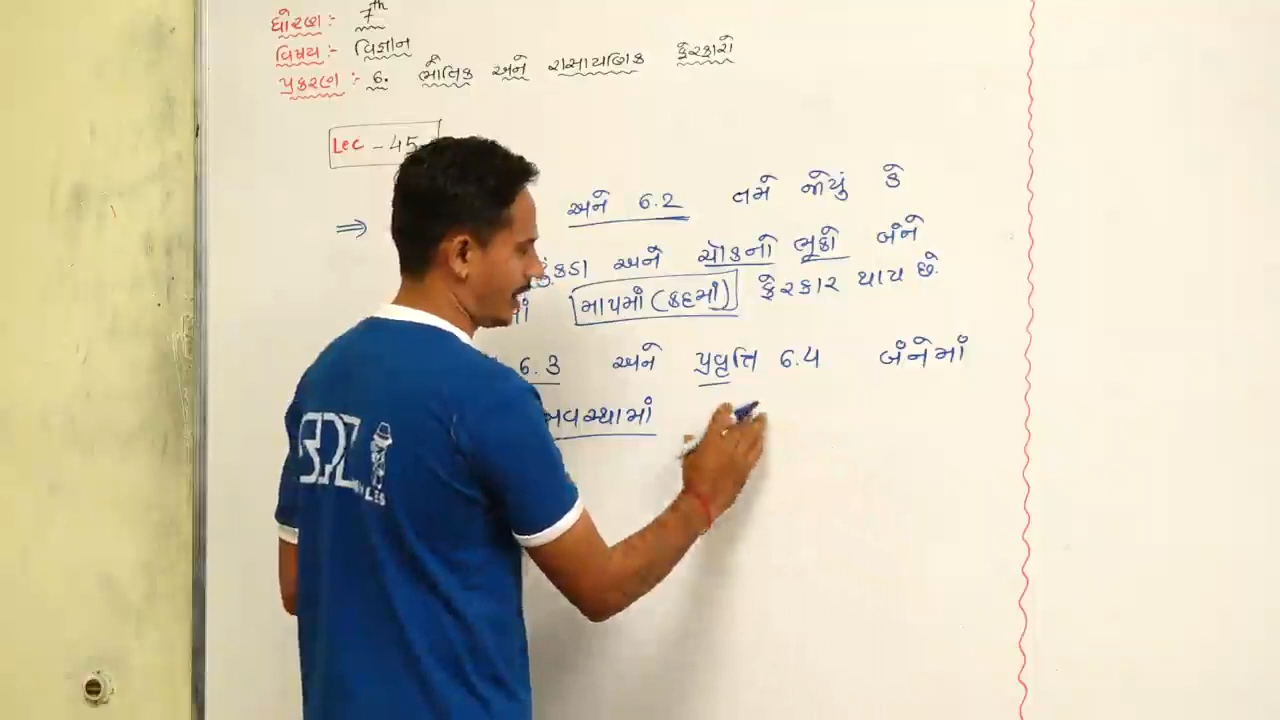 ધોરણ :- 7th
વિષય :- વિજ્ઞાન
પ્રકરણ :- 6. ભૌતિક અને રાસાયણિક ફેરફારો
Lec - 45
⇒ અને 6.2 તમે જોયું કે
અને ચોકનો ભૂકો બંને
માપમાં (કદમાં) ફેરફાર થાય છે.
6.3 અને પ્રવૃત્તિ 6.4 બંનેમાં
અવસ્થામાં